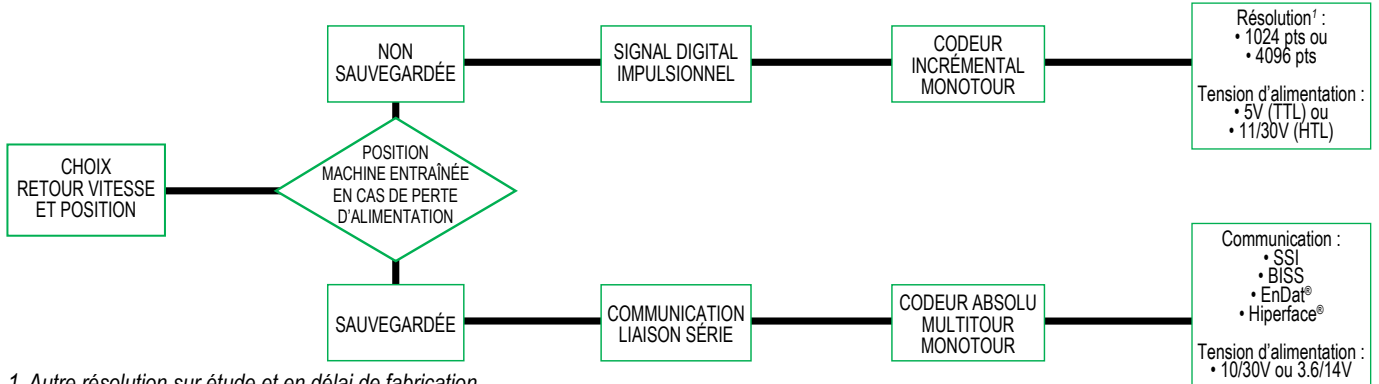 CHOIX
RETOUR VITESSE
ET POSITION
POSITION
MACHINE ENTRAÎNÉE
EN CAS DE PERTE
D'ALIMENTATION
NON
SAUVEGARDÉE
SIGNAL DIGITAL
IMPULSIONNEL
CODEUR
INCRÉMENTAL
MONOTOUR
Résolution¹ :
• 1024 pts ou
• 4096 pts
Tension d'alimentation :
• 5V (TTL) ou
• 11/30V (HTL)
SAUVEGARDÉE
COMMUNICATION
LIAISON SÉRIE
CODEUR ABSOLU
MULTITOUR
MONOTOUR
Communication :
• SSI
• BISS
• EnDat®
• Hiperface®
Tension d'alimentation :
• 10/30V ou 3.6/14V
1. Autre résolution sur étude et en délai de fabrication